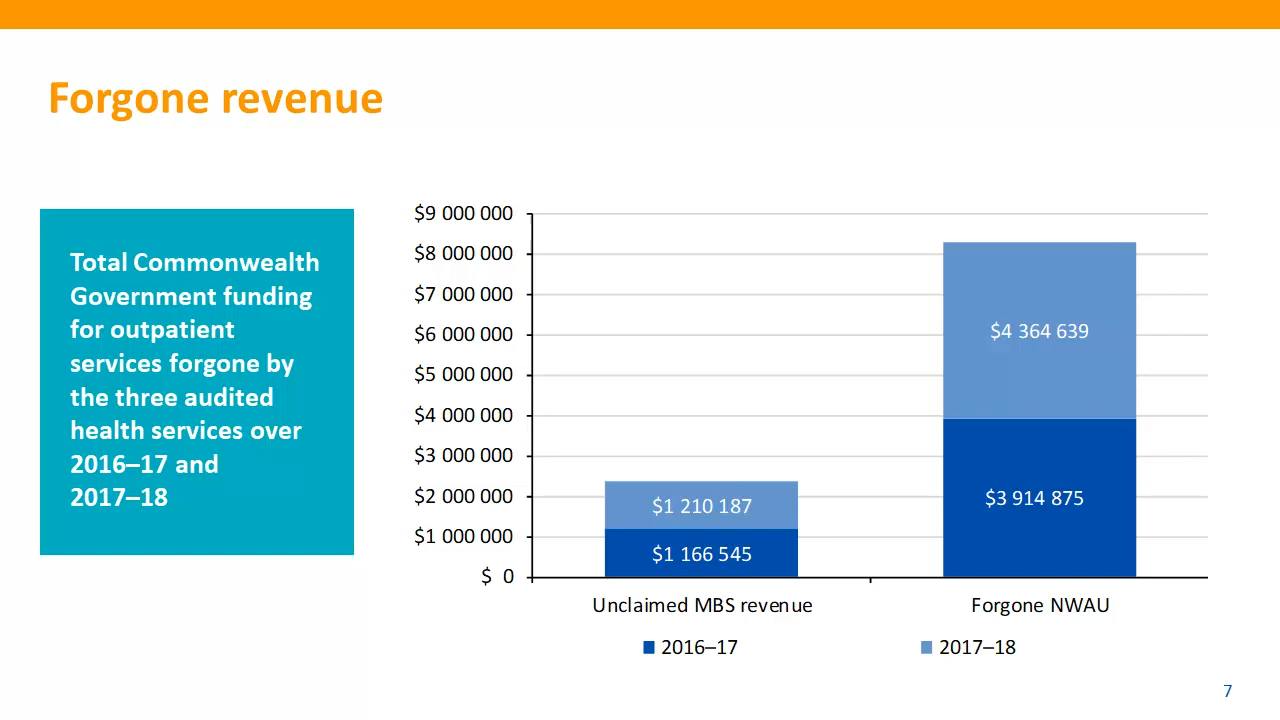 Forgone revenue
Total Commonwealth
Government funding
for outpatient
services forgone by
the three audited
health services over
2016–17 and
2017–18
$9 000 000
$8 000 000
$7 000 000
$6 000 000
$5 000 000
$4 000 000
$3 000 000
$2 000 000
$1 000 000
$ 0
$1 210 187
$1 166 545
$4 364 639
$3 914 875
Unclaimed MBS revenue
Forgone NWAU
2016–17
2017–18
7